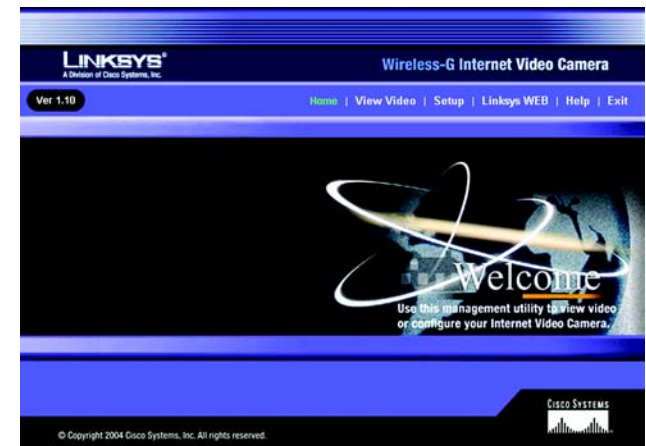 LINKSYS®
A Division of Cisco Systems, Inc.
Wireless-G Internet Video Camera
Ver 1.10
Home | View Video | Setup | Linksys WEB | Help | Exit
Welcome
Use this management utility to view video
or configure your Internet Video Camera.
CISCO SYSTEMS
© Copyright 2004 Cisco Systems, Inc. All rights reserved.